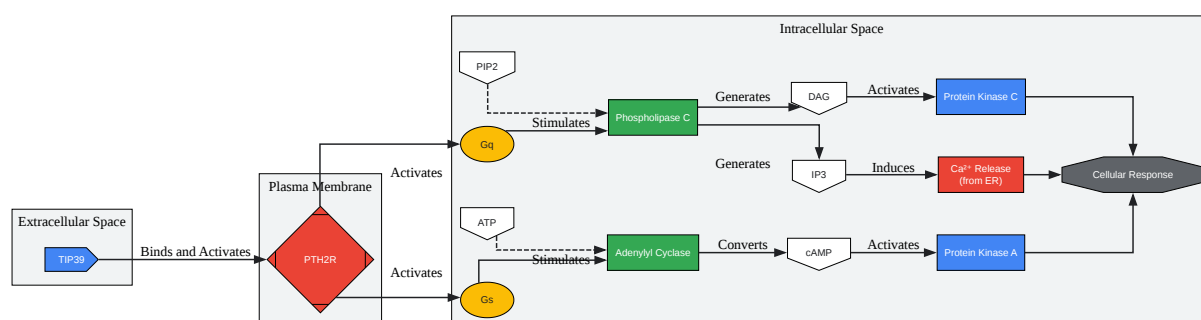 Intracellular Space
PIP2
Generates
DAG
Activates
Protein Kinase C
Stimulates
Phospholipase C
Gq
Activates
Generates
IP3
Induces
Ca²⁺ Release
(from ER)
Cellular Response
Plasma Membrane
Extracellular Space
TIP39
Binds and Activates
PTH2R
ATP
Stimulates
Adenylyl Cyclase
Converts
cAMP
Activates
Protein Kinase A
Activates
Gs